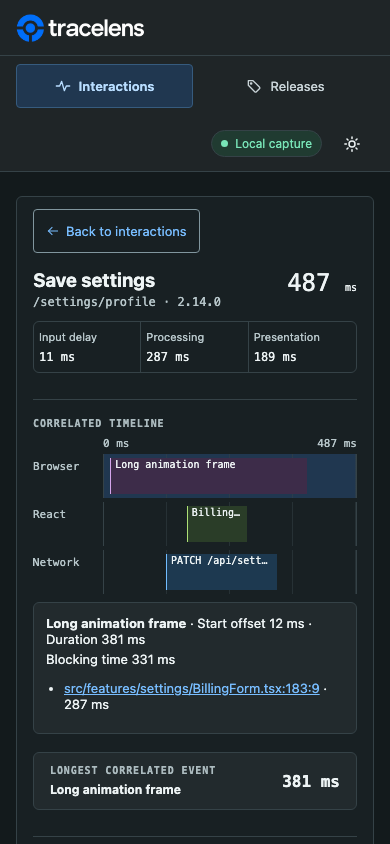 tracelens
Interactions
Releases
Local capture
← Back to interactions
Save settings
487 ms
/settings/profile · 2.14.0
Input delay
11 ms
Processing
287 ms
Presentation
189 ms
CORRELATED TIMELINE
0 ms
487 ms
Browser
Long animation frame
React
Billing…
Network
PATCH /api/sett…
Long animation frame · Start offset 12 ms ·
Duration 381 ms
Blocking time 331 ms
• src/features/settings/BillingForm.tsx:183:9 ·
287 ms
LONGEST CORRELATED EVENT
Long animation frame
381 ms